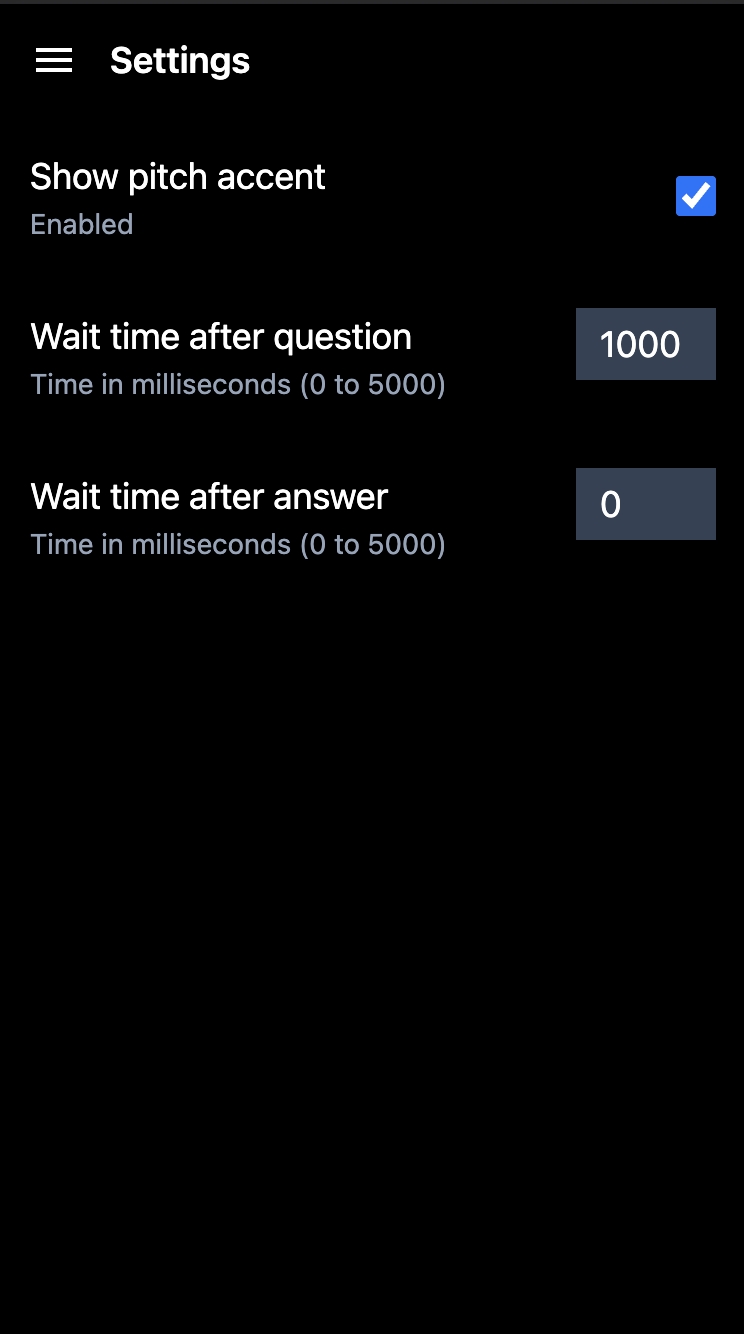 Settings
Show pitch accent
Enabled
Wait time after question
1000
Time in milliseconds (0 to 5000)
Wait time after answer
0
Time in milliseconds (0 to 5000)